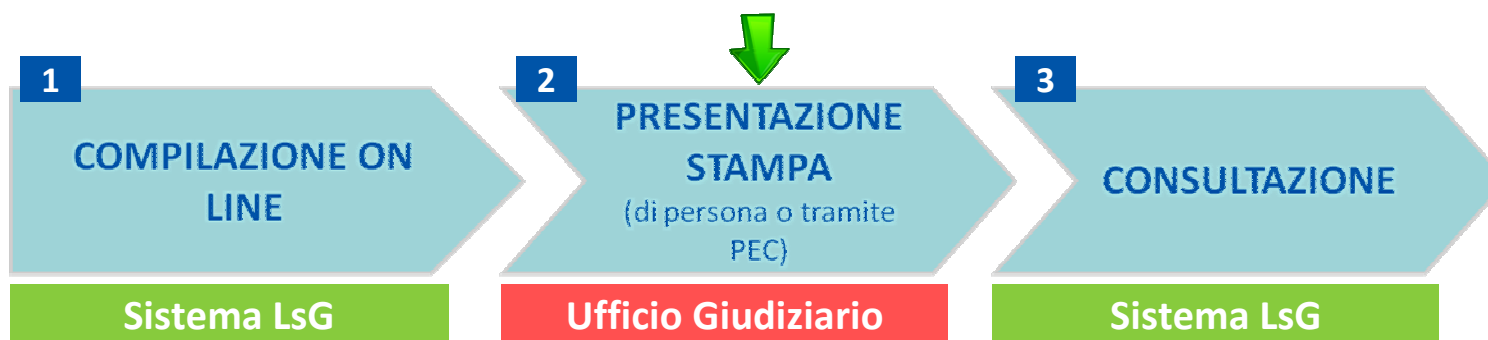 1
COMPILAZIONE ON
LINE
Sistema LsG
2
PRESENTAZIONE
STAMPA
(di persona o tramite
PEC)
Ufficio Giudiziario
3
CONSULTAZIONE
Sistema LsG